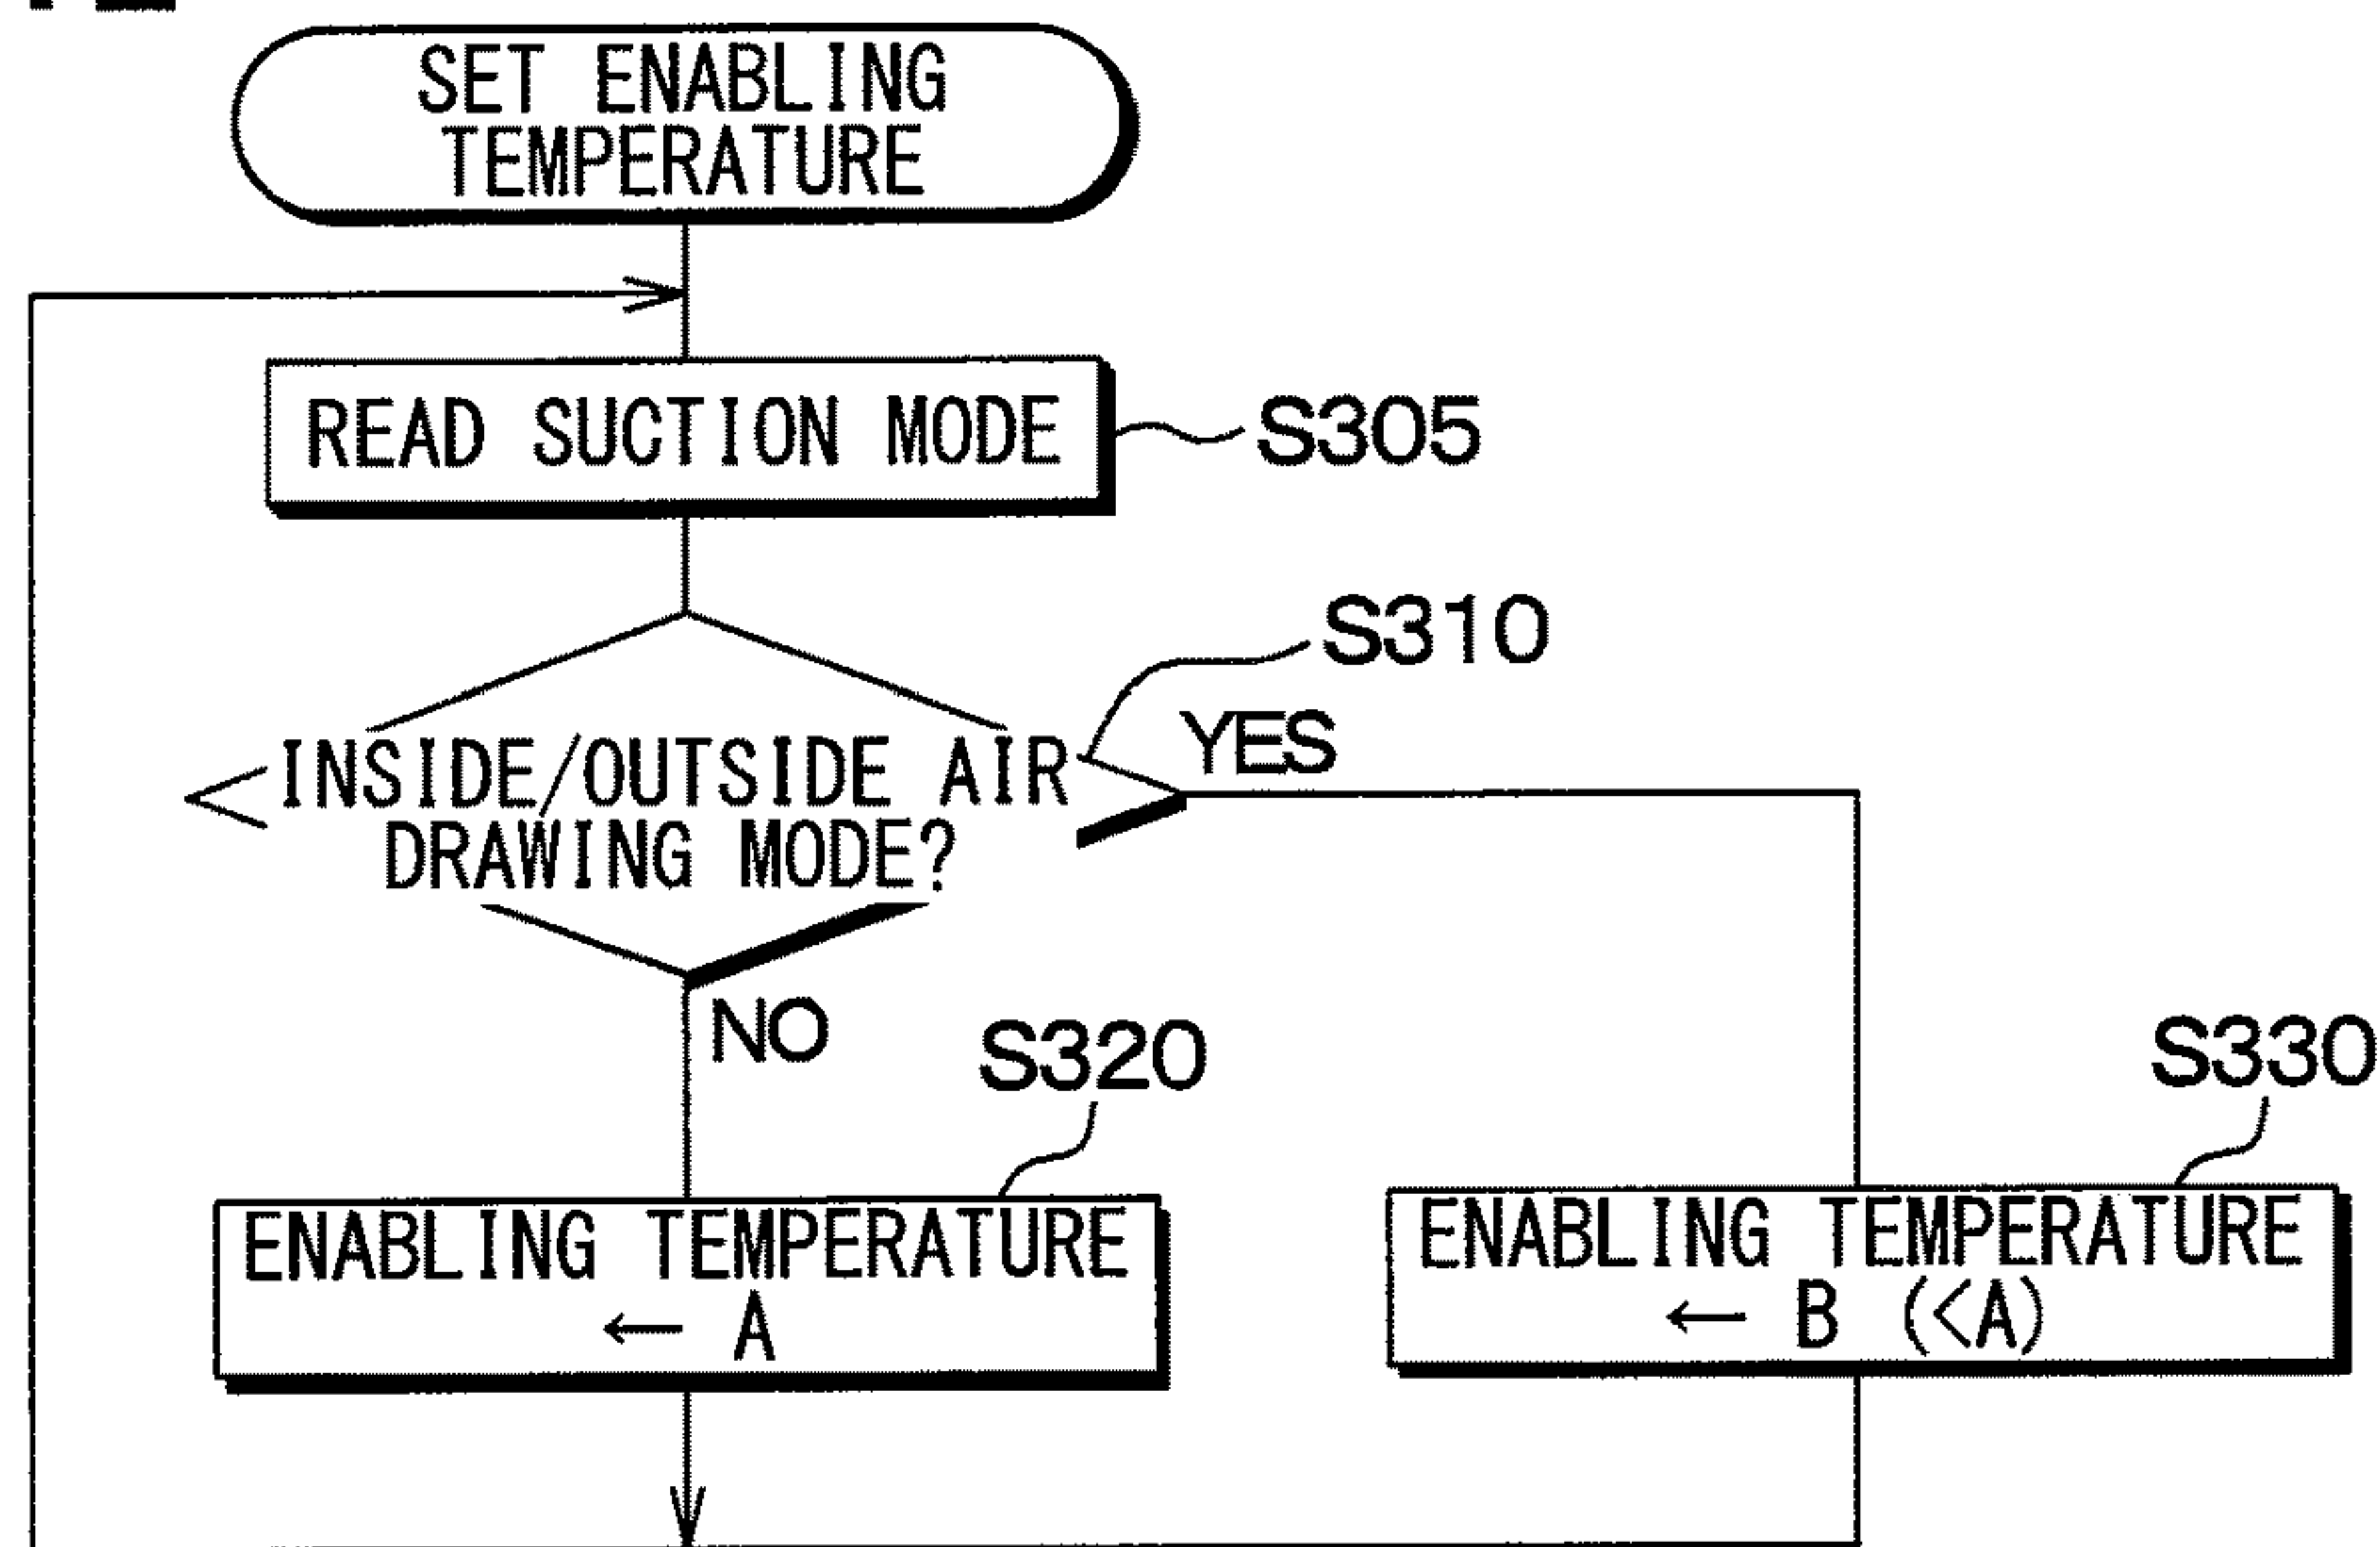 SET ENABLING
TEMPERATURE
READ SUCTION MODE
S305
S310
INSIDE/OUTSIDE AIR
DRAWING MODE?
YES
NO
S320
S330
ENABLING TEMPERATURE
← A
ENABLING TEMPERATURE
← B (<A)